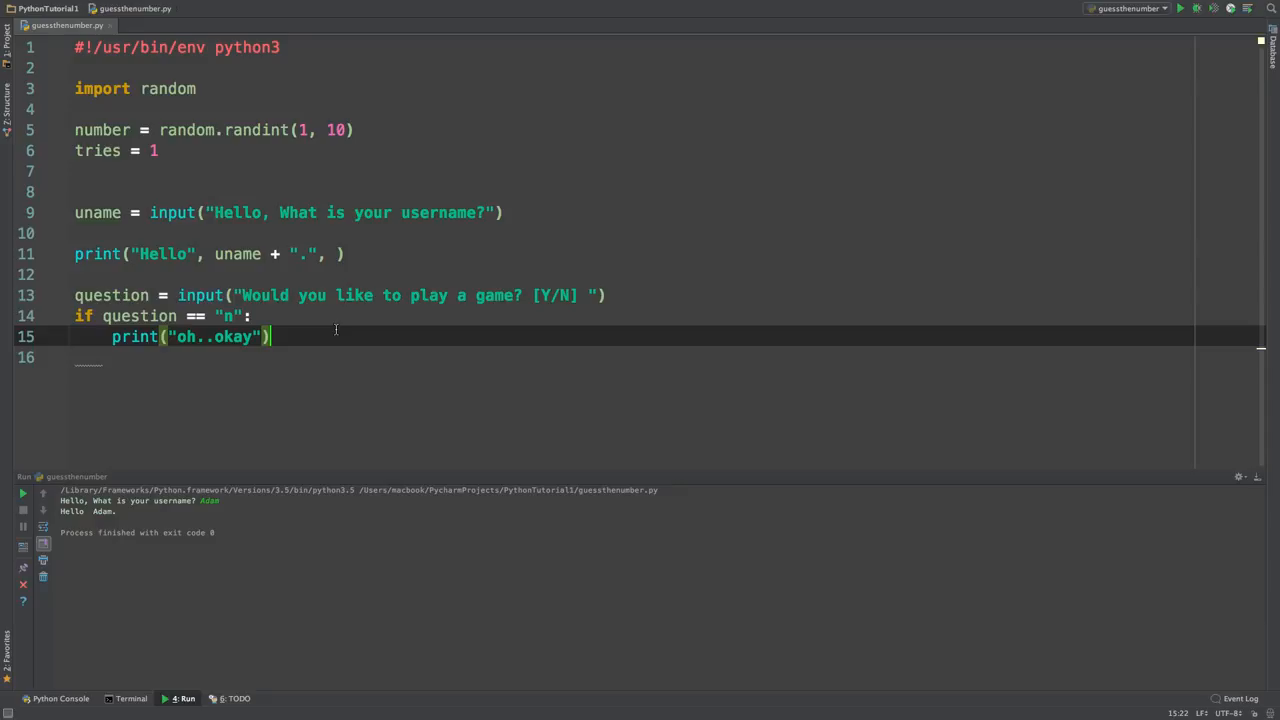 PythonTutorial1 guessthenumber.py guessthenumber
guessthenumber.py
1: Project
Z: Structure
2: Favorites
Database
1 #!/usr/bin/env python3
2
3 import random
4
5 number = random.randint(1, 10)
6 tries = 1
7
8
9 uname = input("Hello, What is your username?")
10
11 print("Hello", uname + ".", )
12
13 question = input("Would you like to play a game? [Y/N] ")
14 if question == "n":
15     print("oh..okay")
16
Run guessthenumber
/Library/Frameworks/Python.framework/Versions/3.5/bin/python3.5 /Users/macbook/PycharmProjects/PythonTutorial1/guessthenumber.py
Hello, What is your username? Adam
Hello  Adam.
Process finished with exit code 0
Python Console Terminal 4: Run 6: TODO Event Log
15:22 LF÷ UTF-8÷